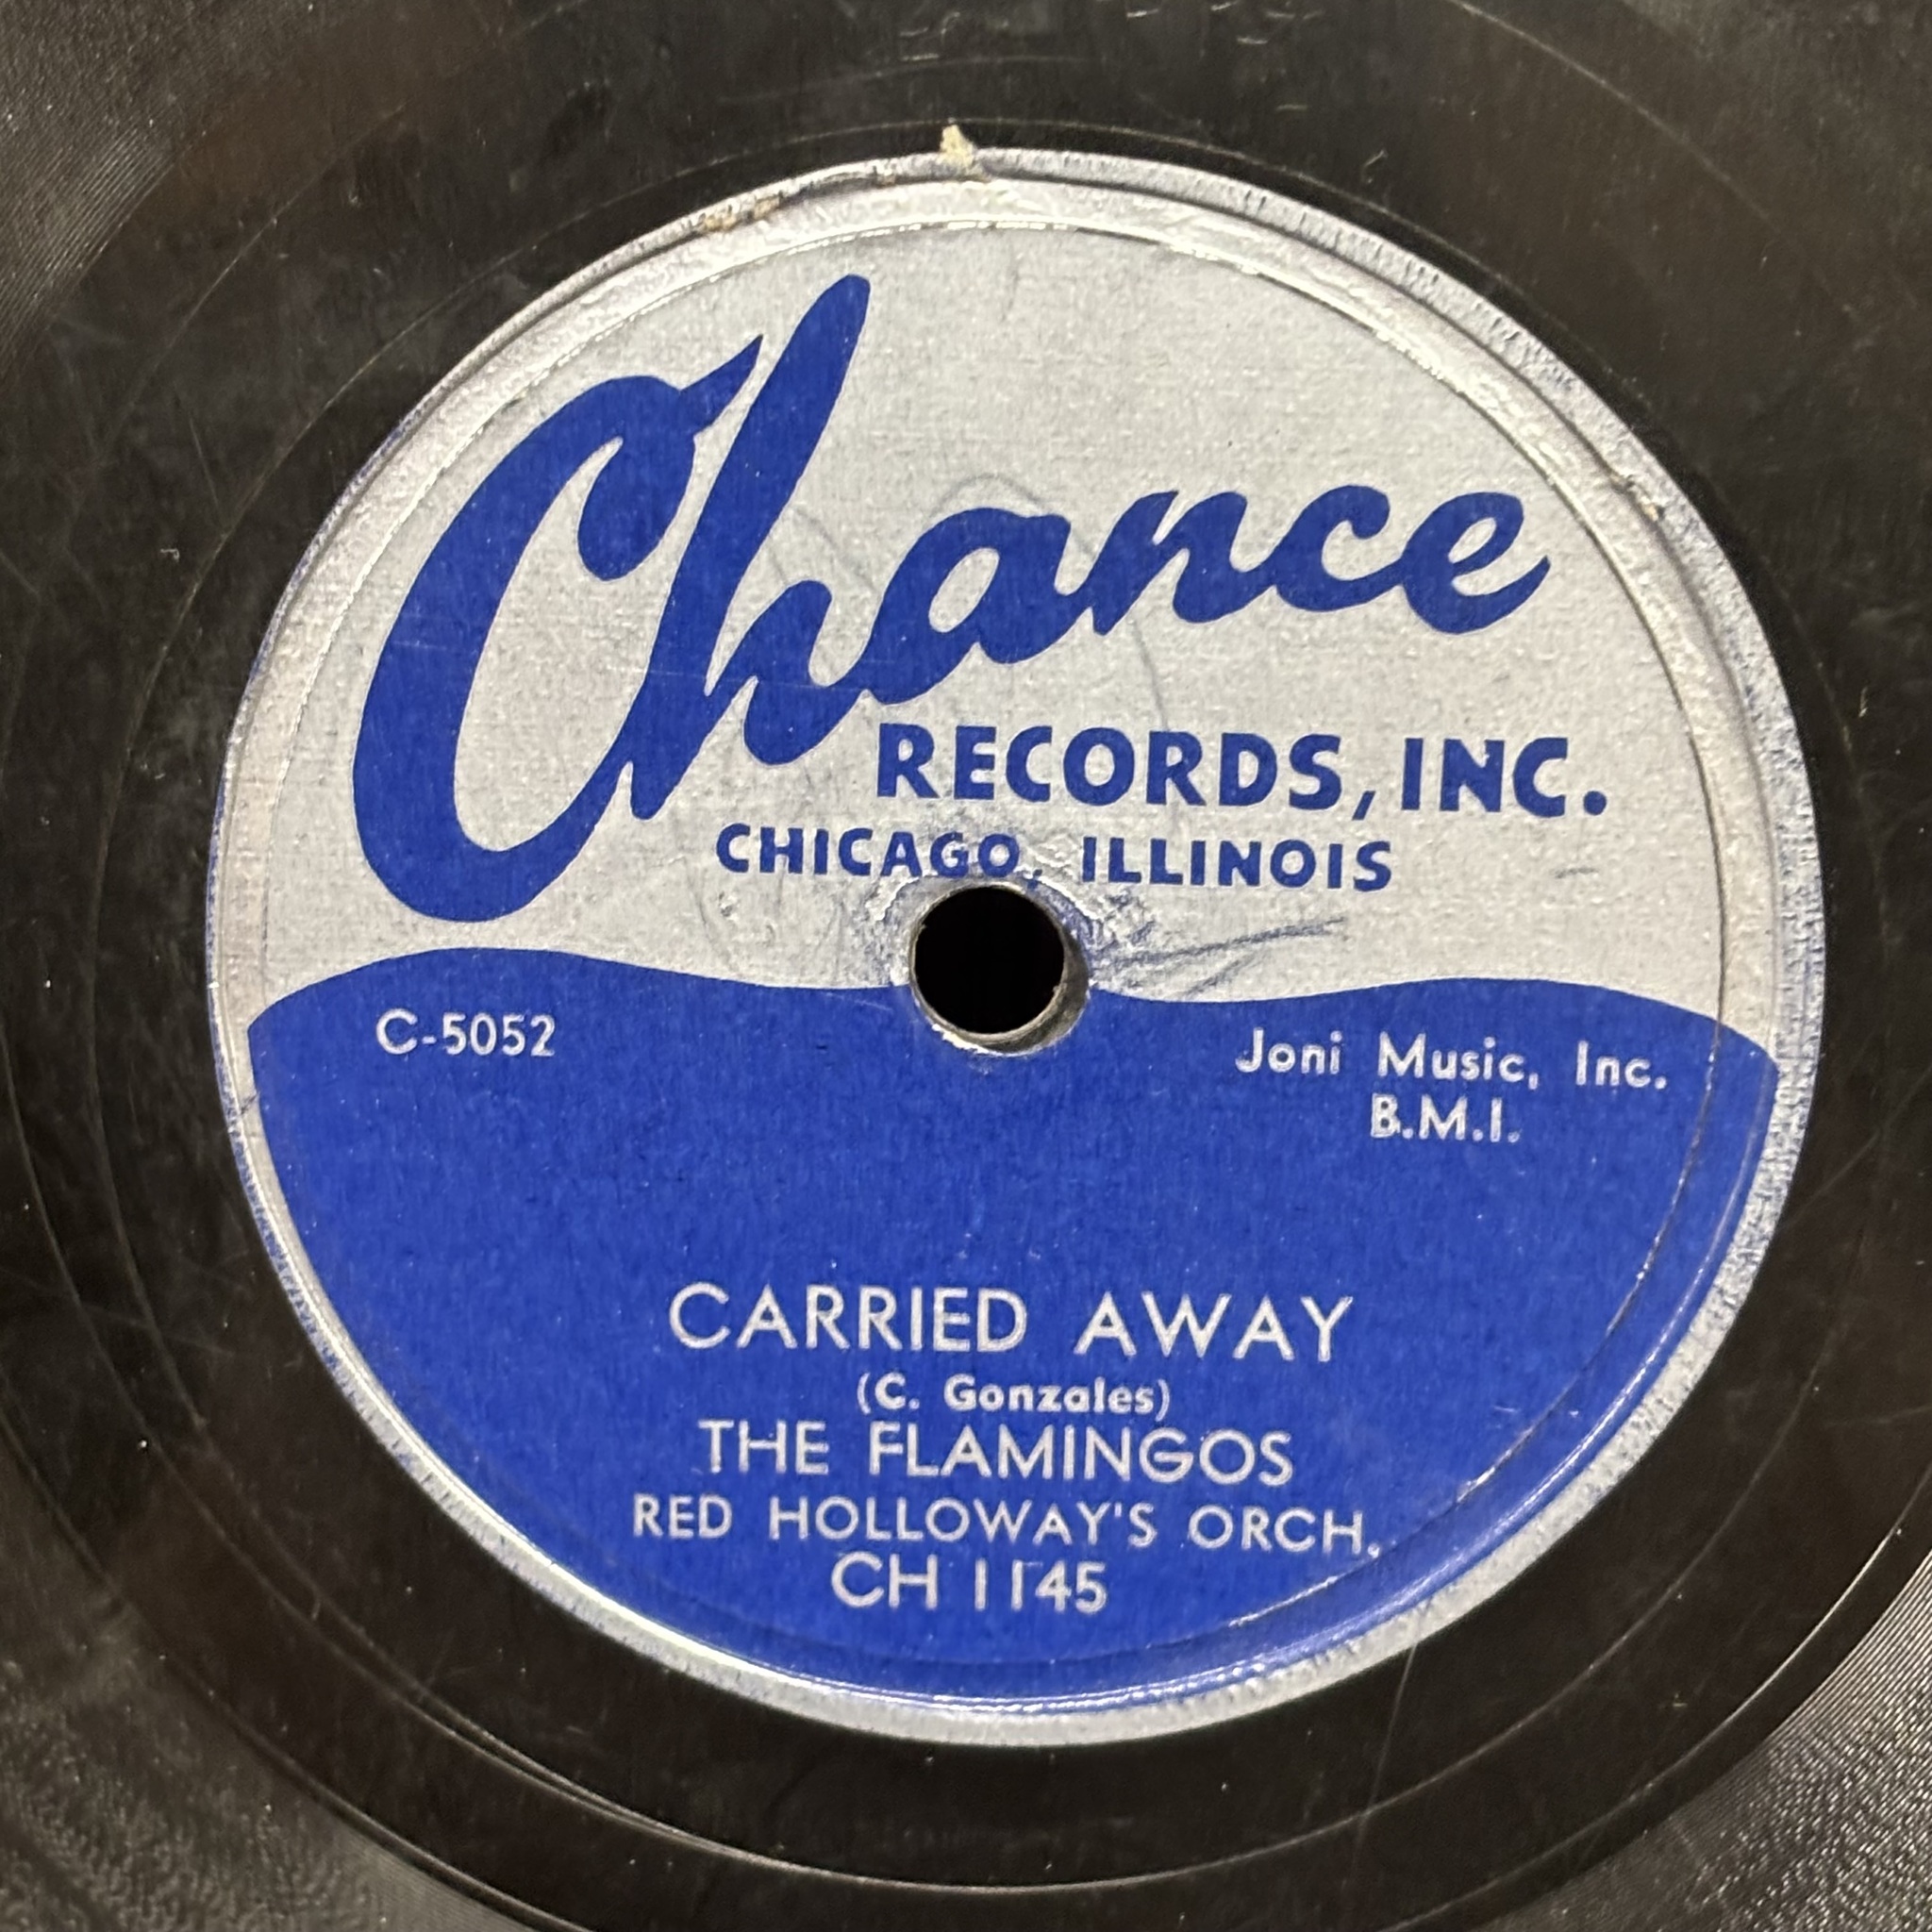 Chance
RECORDS, INC.
CHICAGO, ILLINOIS
C-5052
Joni Music, Inc.
B.M.I.
CARRIED AWAY
(C. Gonzales)
THE FLAMINGOS
RED HOLLOWAY'S ORCH.
CH 1145